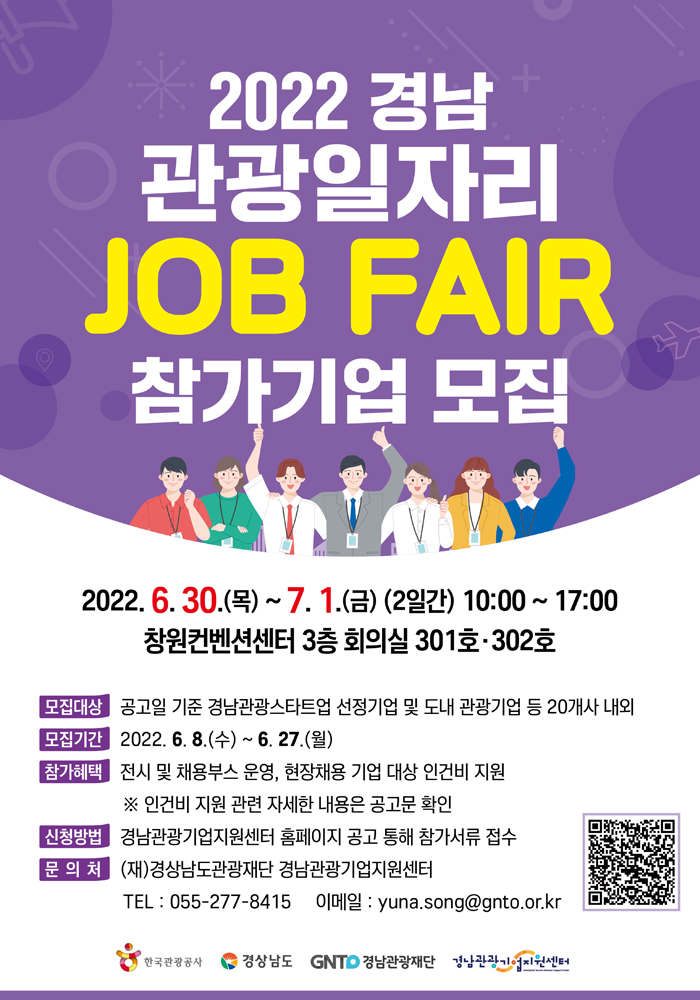 2022 경남
관광일자리
JOB FAIR
참가기업 모집
2022. 6. 30.(목) ~ 7. 1.(금) (2일간) 10:00 ~ 17:00
창원컨벤션센터 3층 회의실 301호·302호
모집대상 공고일 기준 경남관광스타트업 선정기업 및 도내 관광기업 등 20개사 내외
모집기간 2022. 6. 8.(수) ~ 6. 27.(월)
참가혜택 전시 및 채용부스 운영, 현장채용 기업 대상 인건비 지원
※ 인건비 지원 관련 자세한 내용은 공고문 확인
신청방법 경남관광기업지원센터 홈페이지 공고 통해 참가서류 접수
문 의 처 (재)경상남도관광재단 경남관광기업지원센터
TEL : 055-277-8415 이메일 : yuna.song@gnto.or.kr
한국관광공사 경상남도 GNTO 경남관광재단 경남관광기업지원센터